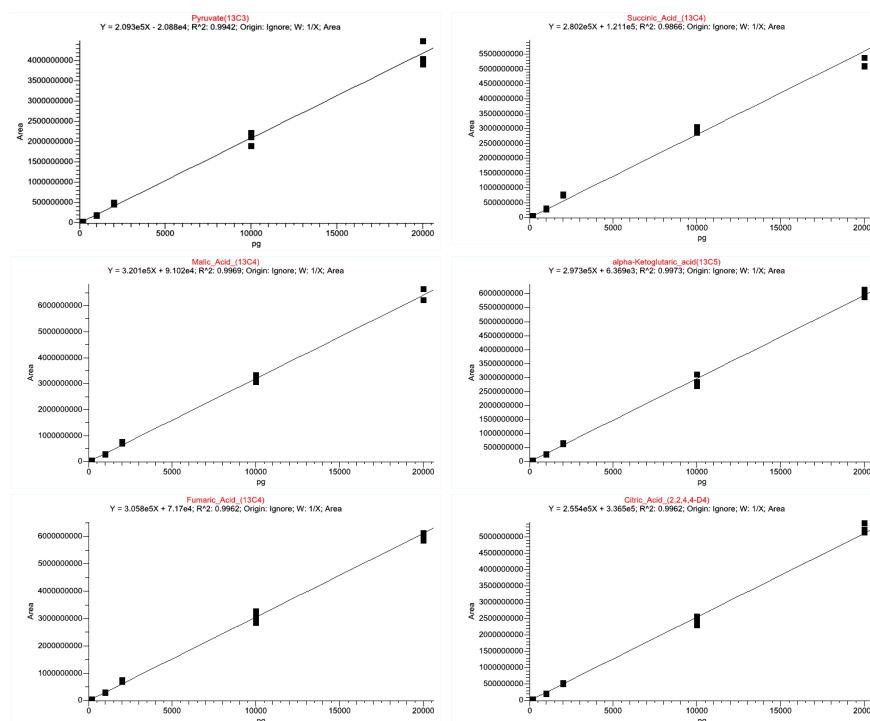 Pyruvate(13C3)
Y = 2.093e5X - 2.088e4; R^2: 0.9942; Origin: Ignore; W: 1/X; Area
4000000000
3500000000
3000000000
2500000000
2000000000
1500000000
1000000000
500000000
0
Area
0 5000 10000 15000 20000
pg
Succinic_Acid_(13C4)
Y = 2.802e5X + 1.211e5; R^2: 0.9866; Origin: Ignore; W: 1/X; Area
5500000000
5000000000
4500000000
4000000000
3500000000
3000000000
2500000000
2000000000
1500000000
1000000000
500000000
0
Area
0 5000 10000 15000 20000
pg
Malic_Acid_(13C4)
Y = 3.201e5X + 9.102e4; R^2: 0.9969; Origin: Ignore; W: 1/X; Area
6000000000
5000000000
4000000000
3000000000
2000000000
1000000000
0
Area
0 5000 10000 15000 20000
pg
alpha-Ketoglutaric_acid(13C5)
Y = 2.973e5X + 6.369e3; R^2: 0.9973; Origin: Ignore; W: 1/X; Area
6000000000
5500000000
5000000000
4500000000
4000000000
3500000000
3000000000
2500000000
2000000000
1500000000
1000000000
500000000
0
Area
0 5000 10000 15000 20000
pg
Fumaric_Acid_(13C4)
Y = 3.058e5X + 7.17e4; R^2: 0.9962; Origin: Ignore; W: 1/X; Area
6000000000
5000000000
4000000000
3000000000
2000000000
1000000000
0
Area
0 5000 10000 15000 20000
pg
Citric_Acid_(2,2,4,4-D4)
Y = 2.554e5X + 3.365e5; R^2: 0.9962; Origin: Ignore; W: 1/X; Area
5000000000
4500000000
4000000000
3500000000
3000000000
2500000000
2000000000
1500000000
1000000000
500000000
0
Area
0 5000 10000 15000 20000
pg